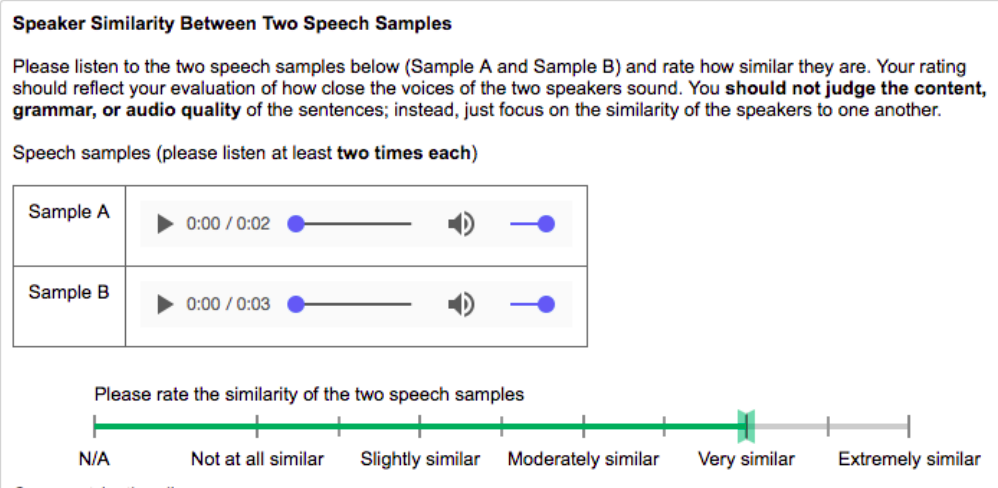 Speaker Similarity Between Two Speech Samples
Please listen to the two speech samples below (Sample A and Sample B) and rate how similar they are. Your rating
should reflect your evaluation of how close the voices of the two speakers sound. You should not judge the content,
grammar, or audio quality of the sentences; instead, just focus on the similarity of the speakers to one another.
Speech samples (please listen at least two times each)
Sample A
0:00 / 0:02
Sample B
0:00 / 0:03
Please rate the similarity of the two speech samples
N/A Not at all similar Slightly similar Moderately similar Very similar Extremely similar